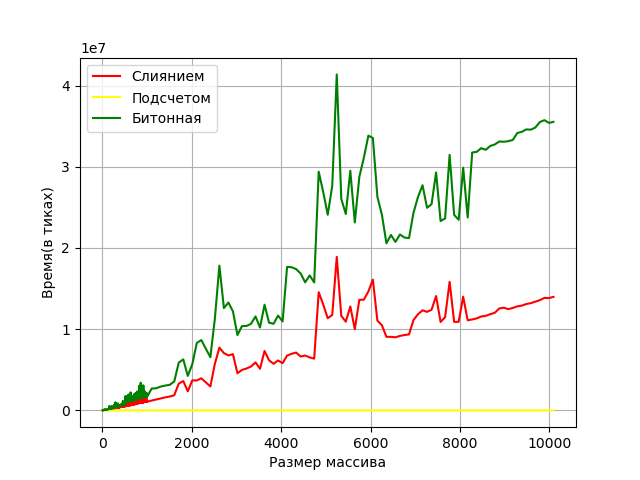 1e7
Слиянием
Подсчетом
Битонная
4
3
2
1
0
Время(в тиках)
0 2000 4000 6000 8000 10000
Размер массива